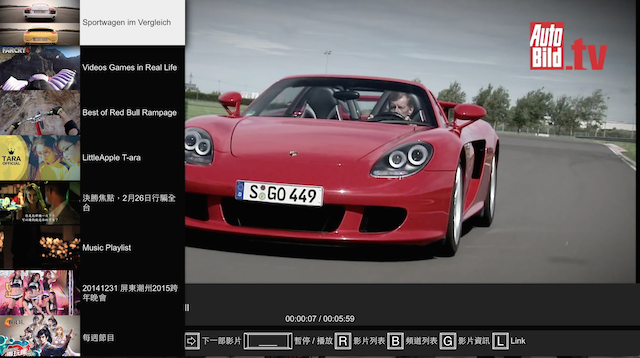 Sportwagen im Vergleich
FARCRY
Videos Games in Real Life
Best of Red Bull Rampage
TARA
OFFICIAL
LittleApple T-ara
決勝焦點‧2月26日行騙全
台
Music Playlist
20141231 屏東潮州2015跨
年晚會
每週節目
Auto
Bild
.tv
S GO 449
00:00:07 / 00:05:59
下一部影片
暫停 / 播放
R 影片列表
B 頻道列表
G 影片資訊
L Link